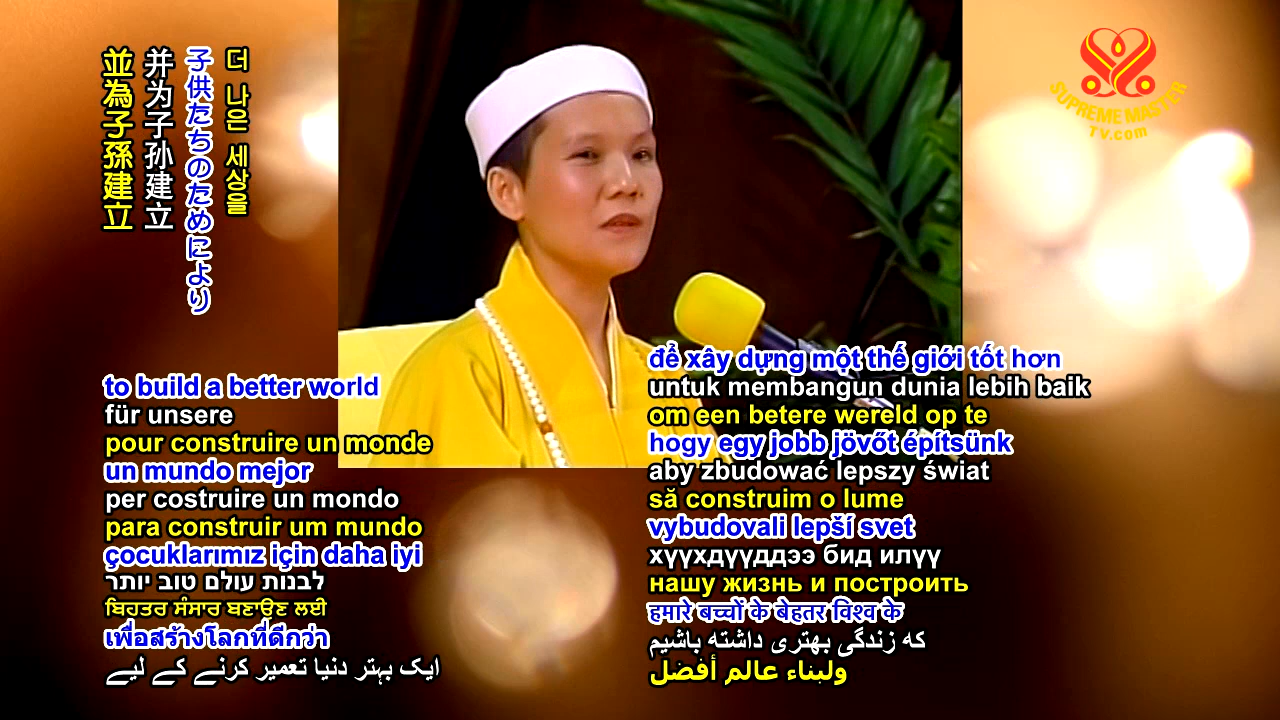 더 나은 세상을
子供たちのためにより
并为子孙建立
並為子孫建立
SUPREME MASTER
TV.com
to build a better world
für unsere
pour construire un monde
un mundo mejor
per costruire un mondo
para construir um mundo
çocuklarımız için daha iyi
לבנות עולם טוב יותר
ਬਿਹਤਰ ਸੰਸਾਰ ਬਣਾਉਣ ਲਈ
เพื่อสร้างโลกที่ดีกว่า
ایک بہتر دنیا تعمیر کرنے کے لیے
để xây dựng một thế giới tốt hơn
untuk membangun dunia lebih baik
om een betere wereld op te
hogy egy jobb jövőt építsünk
aby zbudować lepszy świat
să construim o lume
vybudovali lepší svet
хүүхдүүддээ бид илүү
нашу жизнь и построить
हमारे बच्चों के बेहतर विश्व के
که زندگی بهتری داشته باشیم
ولبناء عالم أفضل